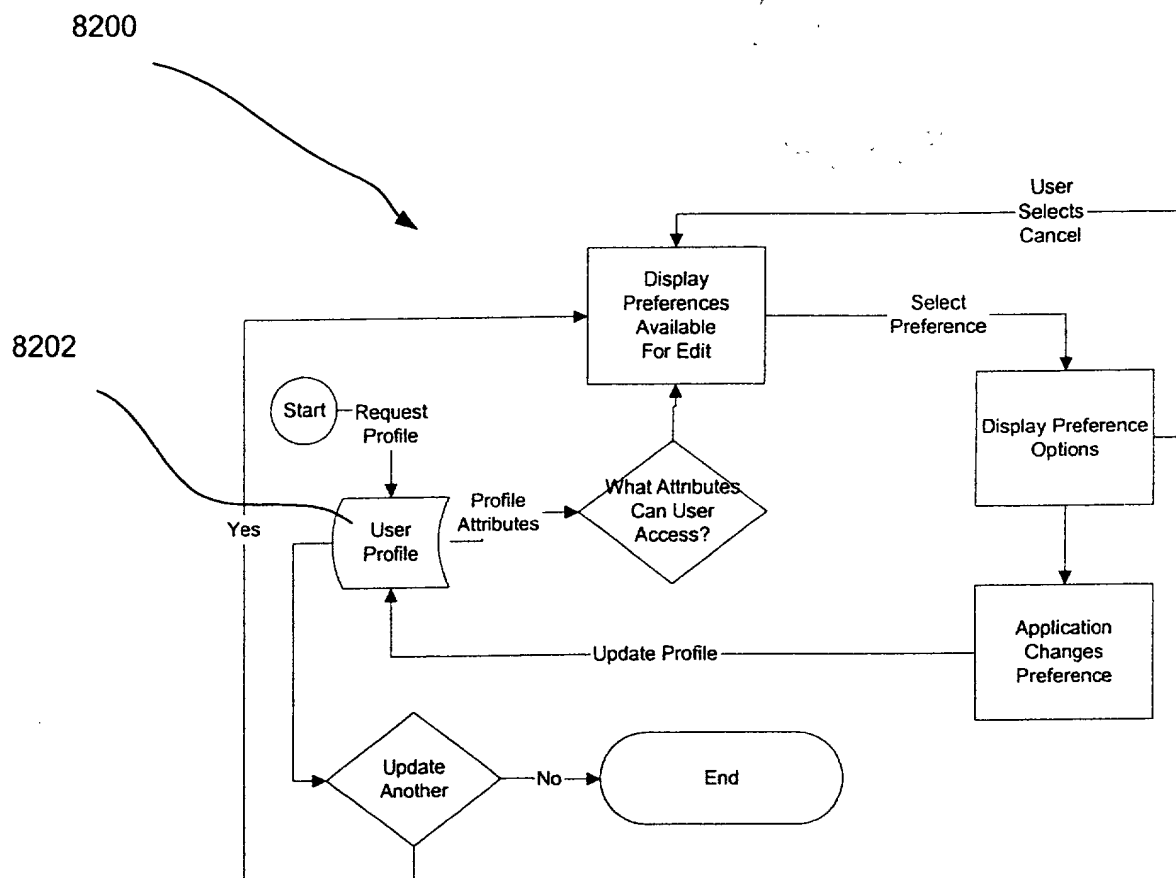 8200
User
Selects
Cancel
Display
Preferences
Available
For Edit
Select
Preference
8202
Start
Request
Profile
Display Preference
Options
What Attributes
Can User
Access?
Profile
Attributes
User
Profile
Yes
Application
Changes
Preference
Update Profile
Update
Another
No
End